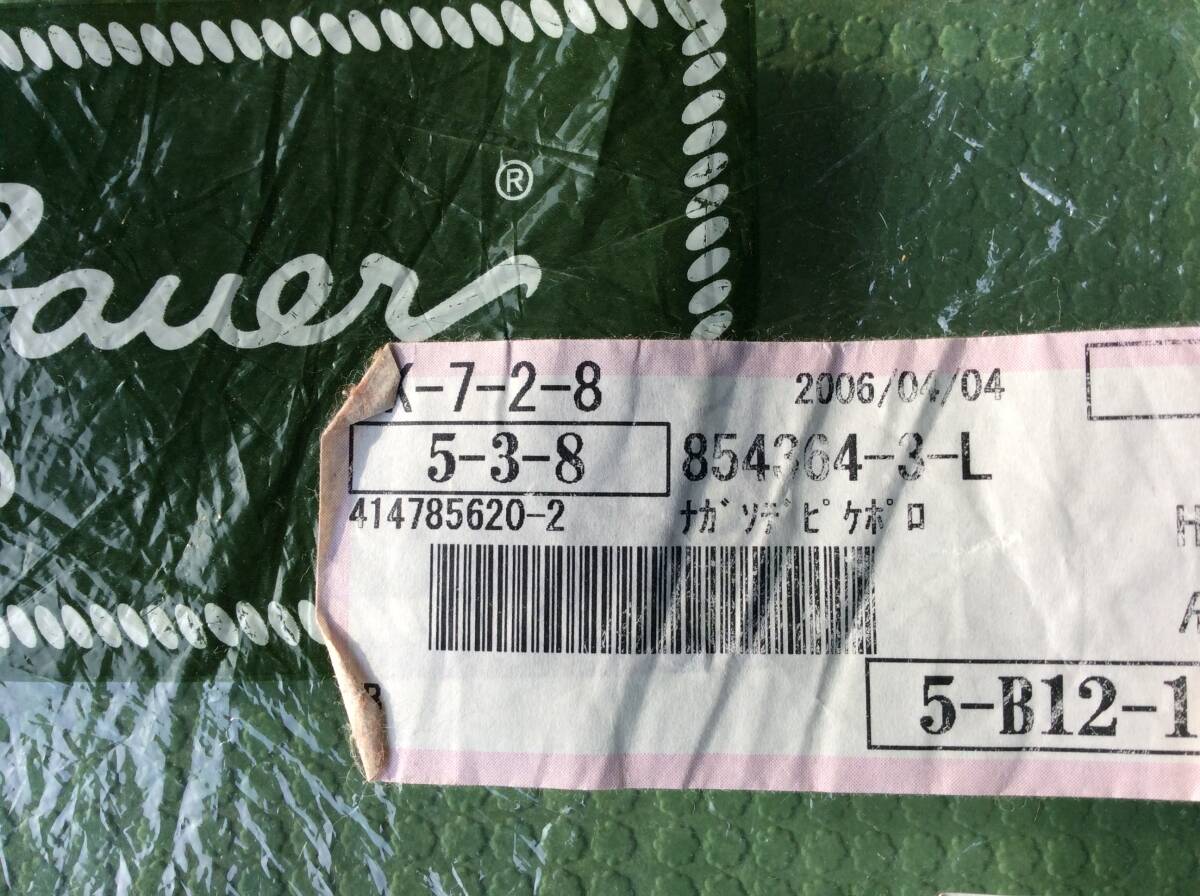 ®
Bauer
X-7-2-8
2006/04/04
5-3-8
854364-3-L
414785620-2
ﾅｶﾞｿﾃﾞﾋﾟｹﾎﾟﾛ
H
A
B
5-B12-1